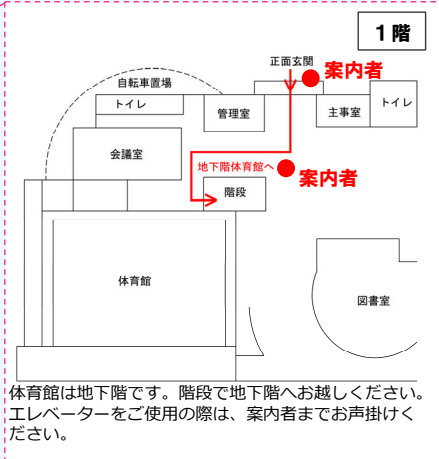 1階
正面玄関
案内者
自転車置場
トイレ
管理室
主事室
トイレ
会議室
地下階体育館へ
案内者
階段
体育館
図書室
体育館は地下階です。階段で地下階へお越しください。
エレベーターをご使用の際は、案内者までお声掛けく
ださい。